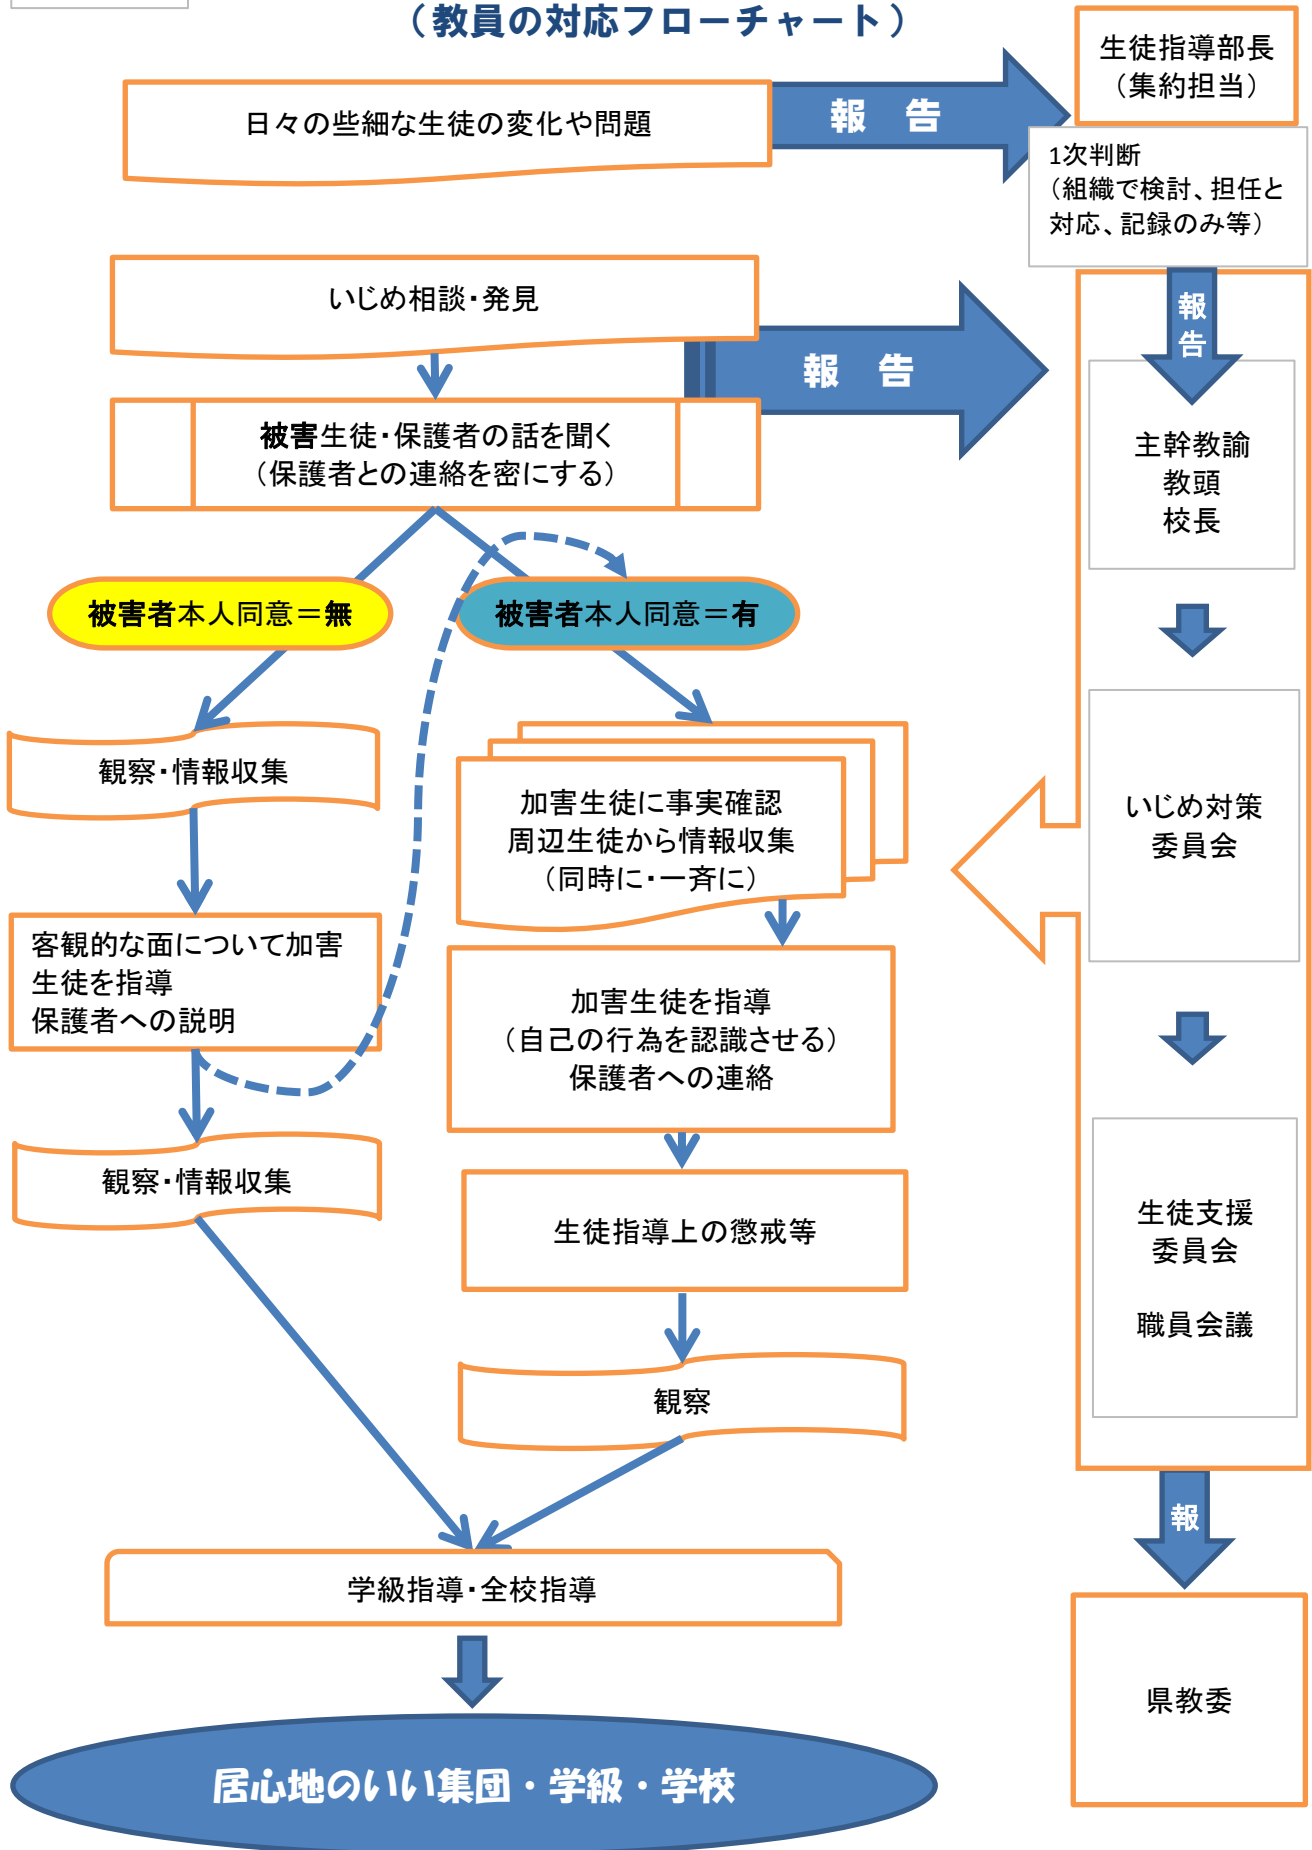 （教員の対応フローチャート）
生徒指導部長
（集約担当）
日々の些細な生徒の変化や問題
報　告
1次判断
（組織で検討、担任と
対応、記録のみ等）
いじめ相談・発見
報　告
報
告
被害生徒・保護者の話を聞く
（保護者との連絡を密にする）
主幹教諭
教頭
校長
被害者本人同意＝無
被害者本人同意＝有
観察・情報収集
加害生徒に事実確認
周辺生徒から情報収集
（同時に・一斉に）
いじめ対策
委員会
客観的な面について加害
生徒を指導
保護者への説明
加害生徒を指導
（自己の行為を認識させる）
保護者への連絡
観察・情報収集
生徒指導上の懲戒等
生徒支援
委員会
職員会議
観察
報
学級指導・全校指導
県教委
居心地のいい集団・学級・学校